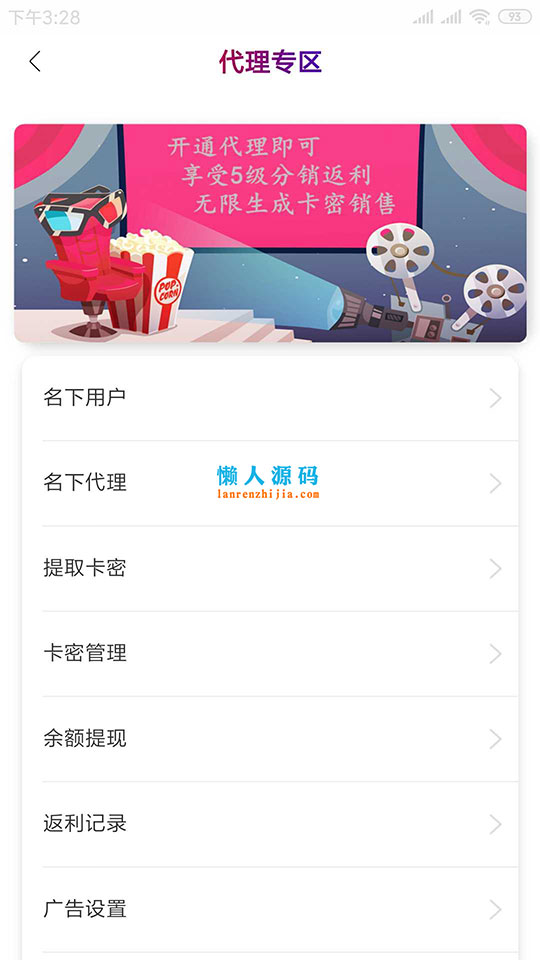 下午3:28
93
代理专区
开通代理即可
享受5级分销返利
无限生成卡密销售
POP
CORN
名下用户
名下代理
懒人源码
lanrenzhijia.com
提取卡密
卡密管理
余额提现
返利记录
广告设置